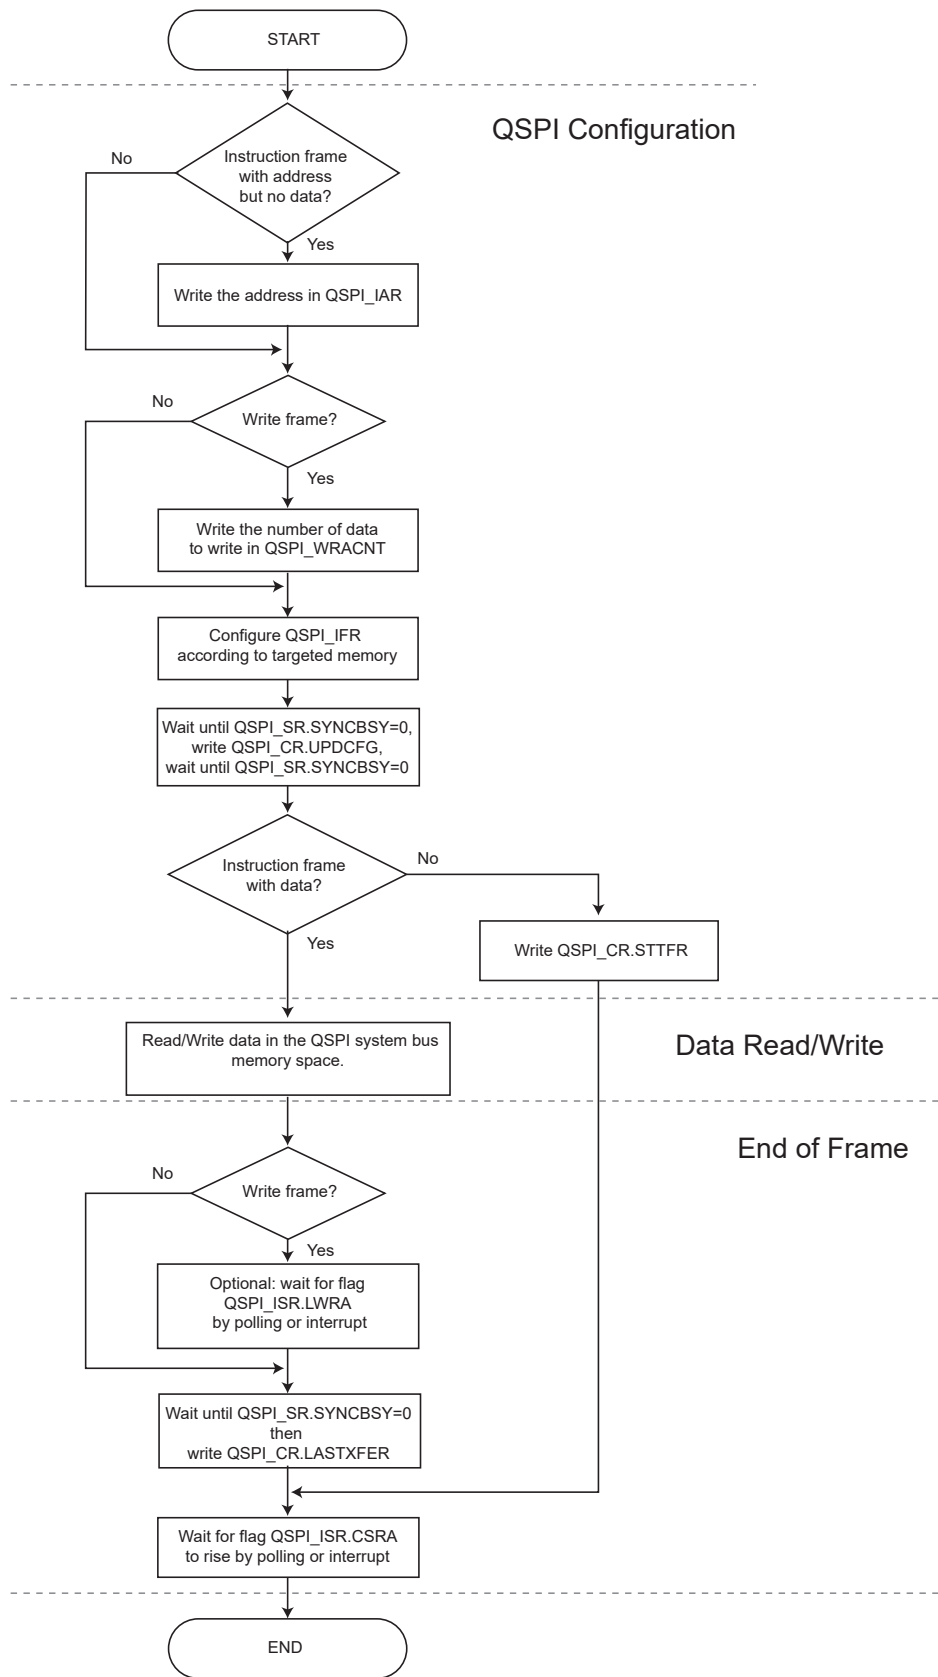 START
QSPI Configuration
Instruction frame
with address
but no data?
No
Yes
Write the address in QSPI_IAR
Write frame?
No
Yes
Write the number of data
to write in QSPI_WRACNT
Configure QSPI_IFR
according to targeted memory
Wait until QSPI_SR.SYNCBSY=0,
write QSPI_CR.UPDCFG,
wait until QSPI_SR.SYNCBSY=0
Instruction frame
with data?
No
Yes
Write QSPI_CR.STTFR
Read/Write data in the QSPI system bus
memory space.
Data Read/Write
End of Frame
Write frame?
No
Yes
Optional: wait for flag
QSPI_ISR.LWRA
by polling or interrupt
Wait until QSPI_SR.SYNCBSY=0
then
write QSPI_CR.LASTXFER
Wait for flag QSPI_ISR.CSRA
to rise by polling or interrupt
END